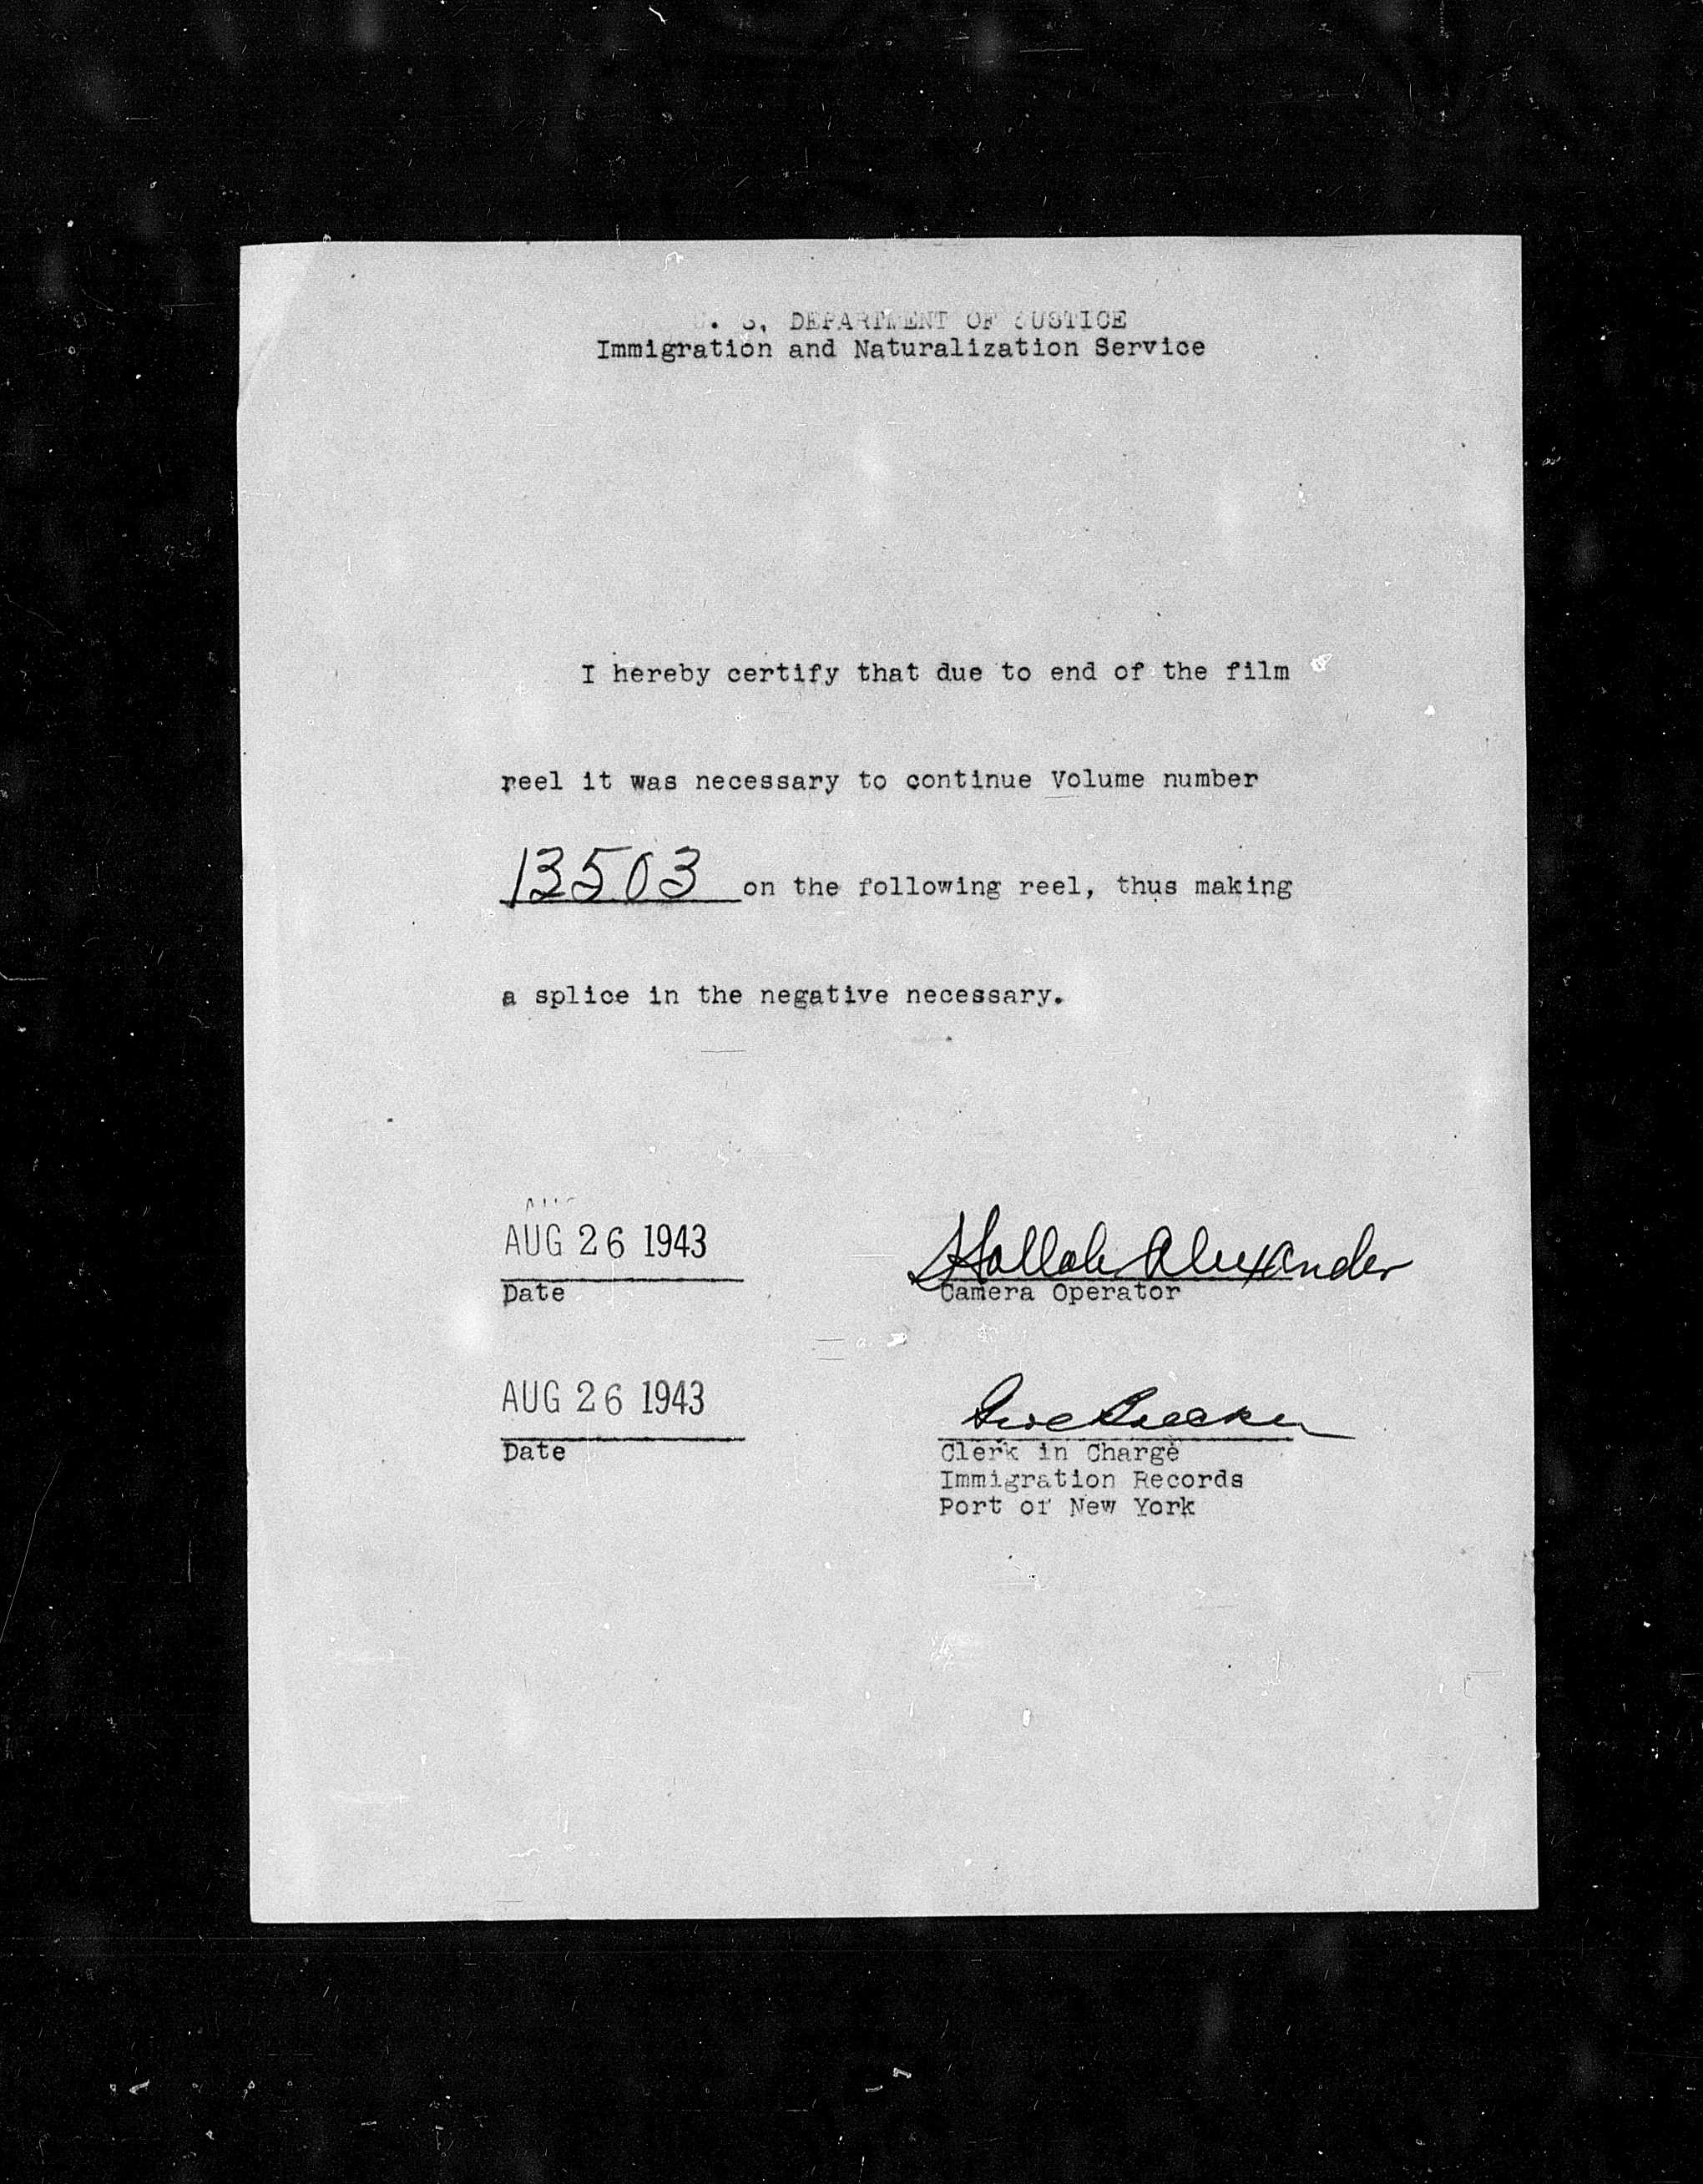 . S. DEPARTMENT OF JUSTICE
Immigration and Naturalization Service
I hereby certify that due to end of the film
reel it was necessary to continue Volume number
13503 on the following reel, thus making
a splice in the negative necessary.
AUG 26 1943
Alexander
Date
Camera Operator
AUG 26 1943
Date
Clerk in Charge
Immigration Records
Port of New York